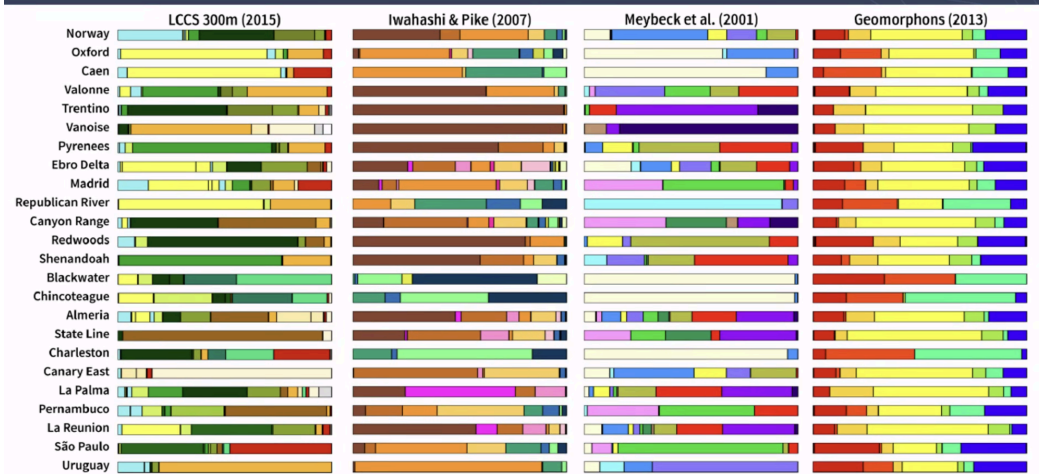 LCCS 300m (2015) Iwahashi & Pike (2007) Meybeck et al. (2001) Geomorphons (2013)
Norway
Oxford
Caen
Valonne
Trentino
Vanoise
Pyrenees
Ebro Delta
Madrid
Republican River
Canyon Range
Redwoods
Shenandoah
Blackwater
Chincoteague
Almeria
State Line
Charleston
Canary East
La Palma
Pernambuco
La Reunion
São Paulo
Uruguay